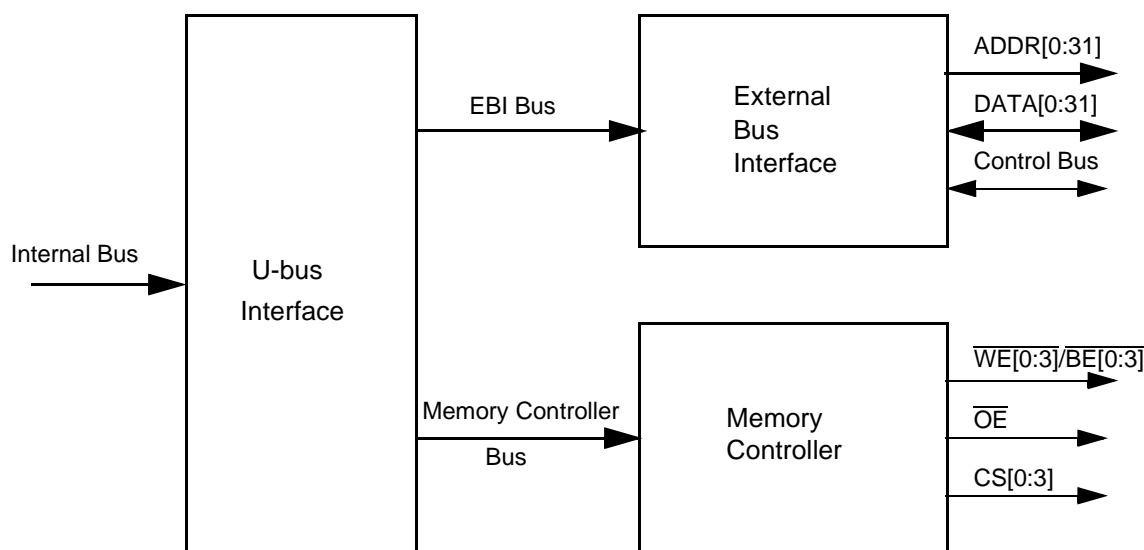 ADDR[0:31]
EBI Bus
External
Bus
Interface
DATA[0:31]
Control Bus
Internal Bus
U-bus
Interface
WE[0:3]/BE[0:3]
Memory Controller
Bus
Memory
Controller
OE
CS[0:3]